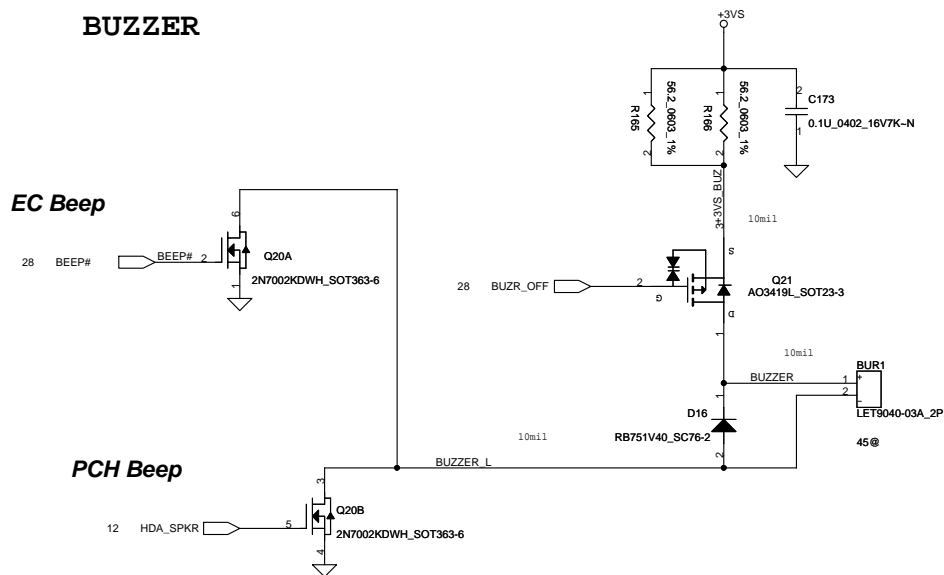 BUZZER
+3VS
1
R165
2
56.2_0603_1%
1
R166
2
56.2_0603_1%
2
C173
1
0.1U_0402_16V7K~N
+3VS_BUZ
3
10mil
EC Beep
6
28 BEEP#
BEEP#
2
Q20A
2N7002KDWH_SOT363-6
1
28 BUZR_OFF
2
G
S
Q21
AO3419L_SOT23-3
D
1
10mil
BUZZER
BUR1
1
+
2
-
LET9040-03A_2P
45@
1
D16
RB751V40_SC76-2
2
10mil
BUZZER_L
PCH Beep
3
12 HDA_SPKR
5
Q20B
2N7002KDWH_SOT363-6
4